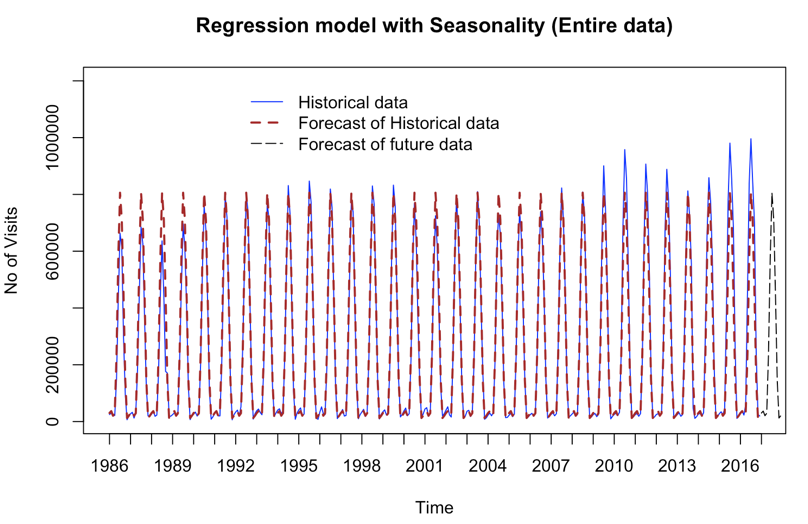 Regression model with Seasonality (Entire data)
Historical data
Forecast of Historical data
Forecast of future data
No of Visits
1000000
600000
200000
0
1986 1989 1992 1995 1998 2001 2004 2007 2010 2013 2016
Time